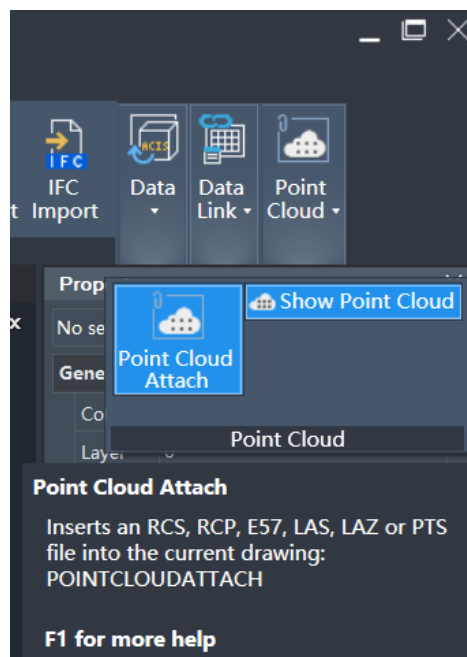 IFC
IFC
Import
ACIS
Data
Data
Link
Point
Cloud
t
Prop
x
No se
Show Point Cloud
Point Cloud
Attach
Gene
Co
Point Cloud
Point Cloud Attach
Inserts an RCS, RCP, E57, LAS, LAZ or PTS
file into the current drawing:
POINTCLOUDATTACH
F1 for more help